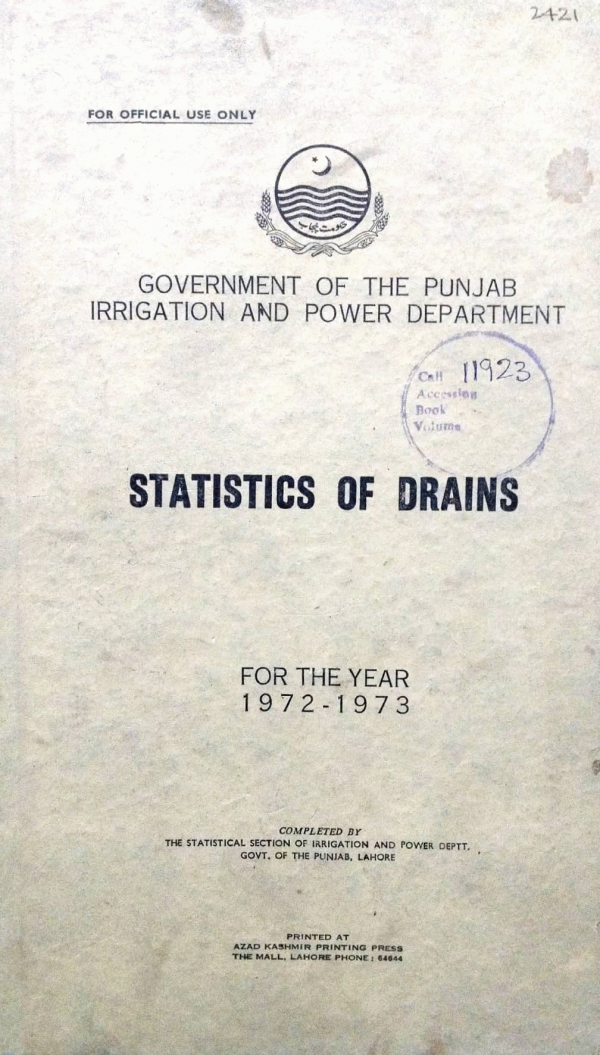 2421
FOR OFFICIAL USE ONLY
حکومت پنجاب
GOVERNMENT OF THE PUNJAB
IRRIGATION AND POWER DEPARTMENT
Call 11923
Accession
Book
Volume
STATISTICS OF DRAINS
FOR THE YEAR
1972-1973
COMPLETED BY
THE STATISTICAL SECTION OF IRRIGATION AND POWER DEPTT.
GOVT. OF THE PUNJAB, LAHORE
PRINTED AT
AZAD KASHMIR PRINTING PRESS
THE MALL, LAHORE PHONE : 64644